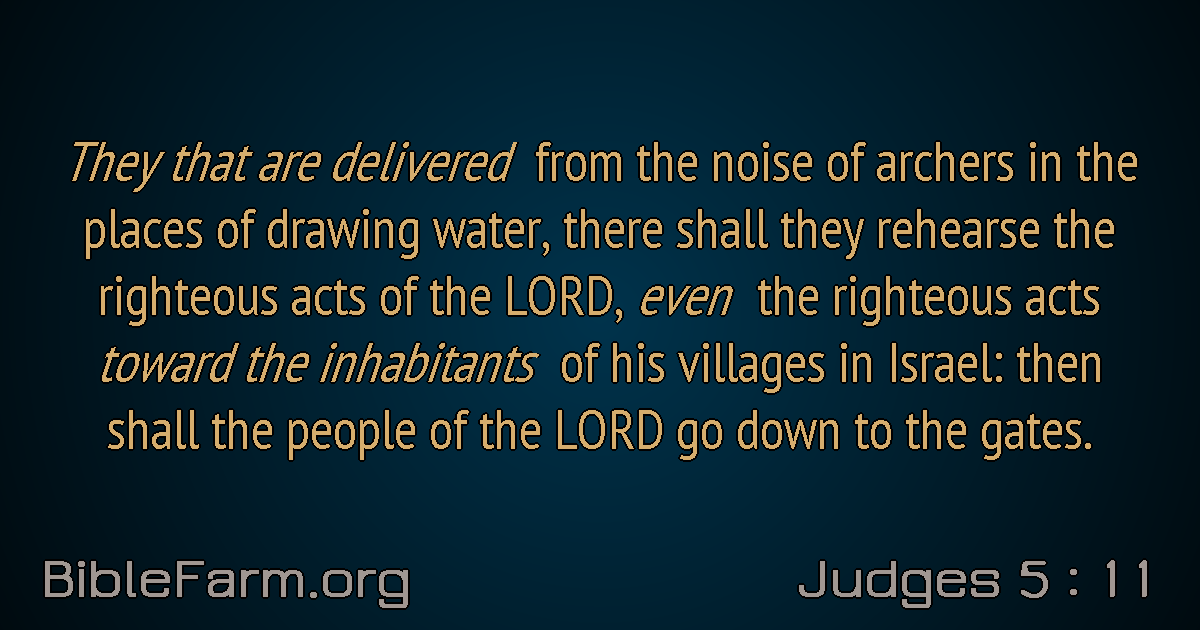 They that are delivered from the noise of archers in the
places of drawing water, there shall they rehearse the
righteous acts of the LORD, even the righteous acts
toward the inhabitants of his villages in Israel: then
shall the people of the LORD go down to the gates.
BibleFarm.org
Judges 5 : 11